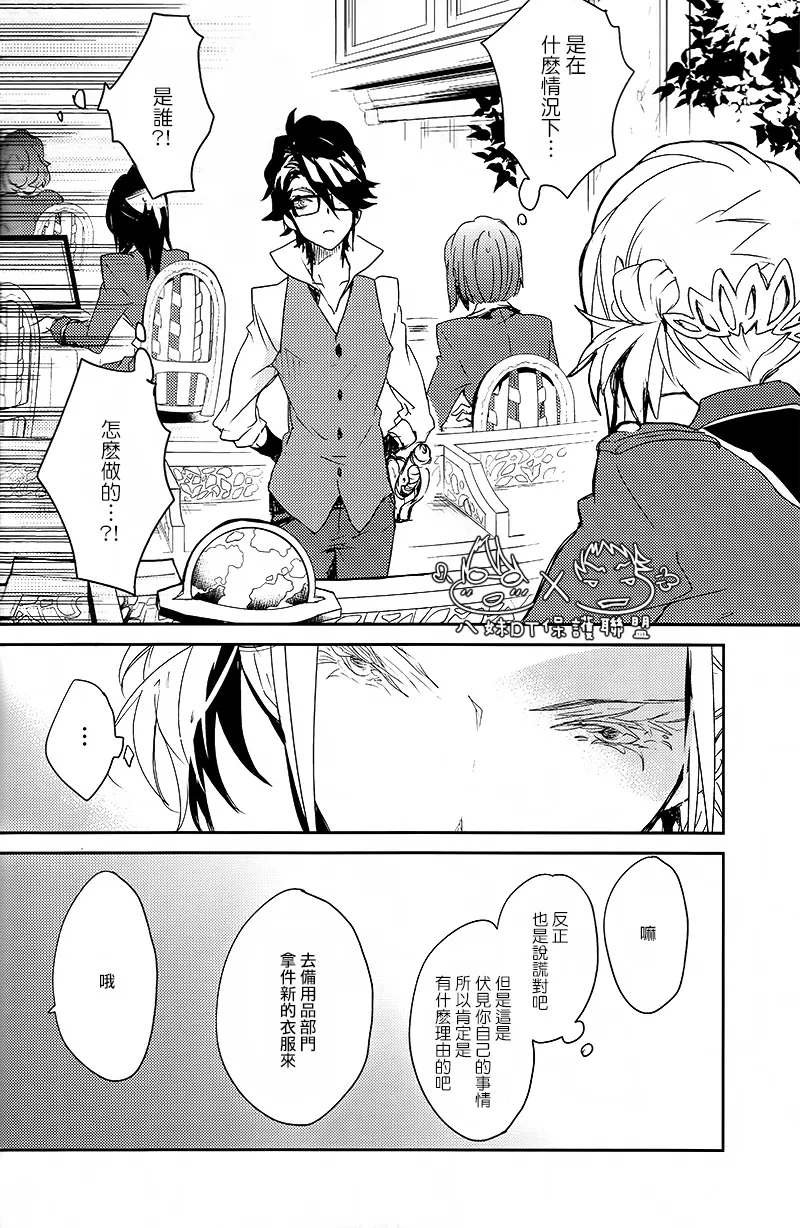 是在
什麼情況下…
是誰?!
怎麼做的…?!
八妹DT保護聯盟
…
嘛
反正
也是說謊對吧
但是這是
伏見你自己的事情
所以肯定是
有什麼理由的吧
去備用品部門
拿件新的衣服來
哦